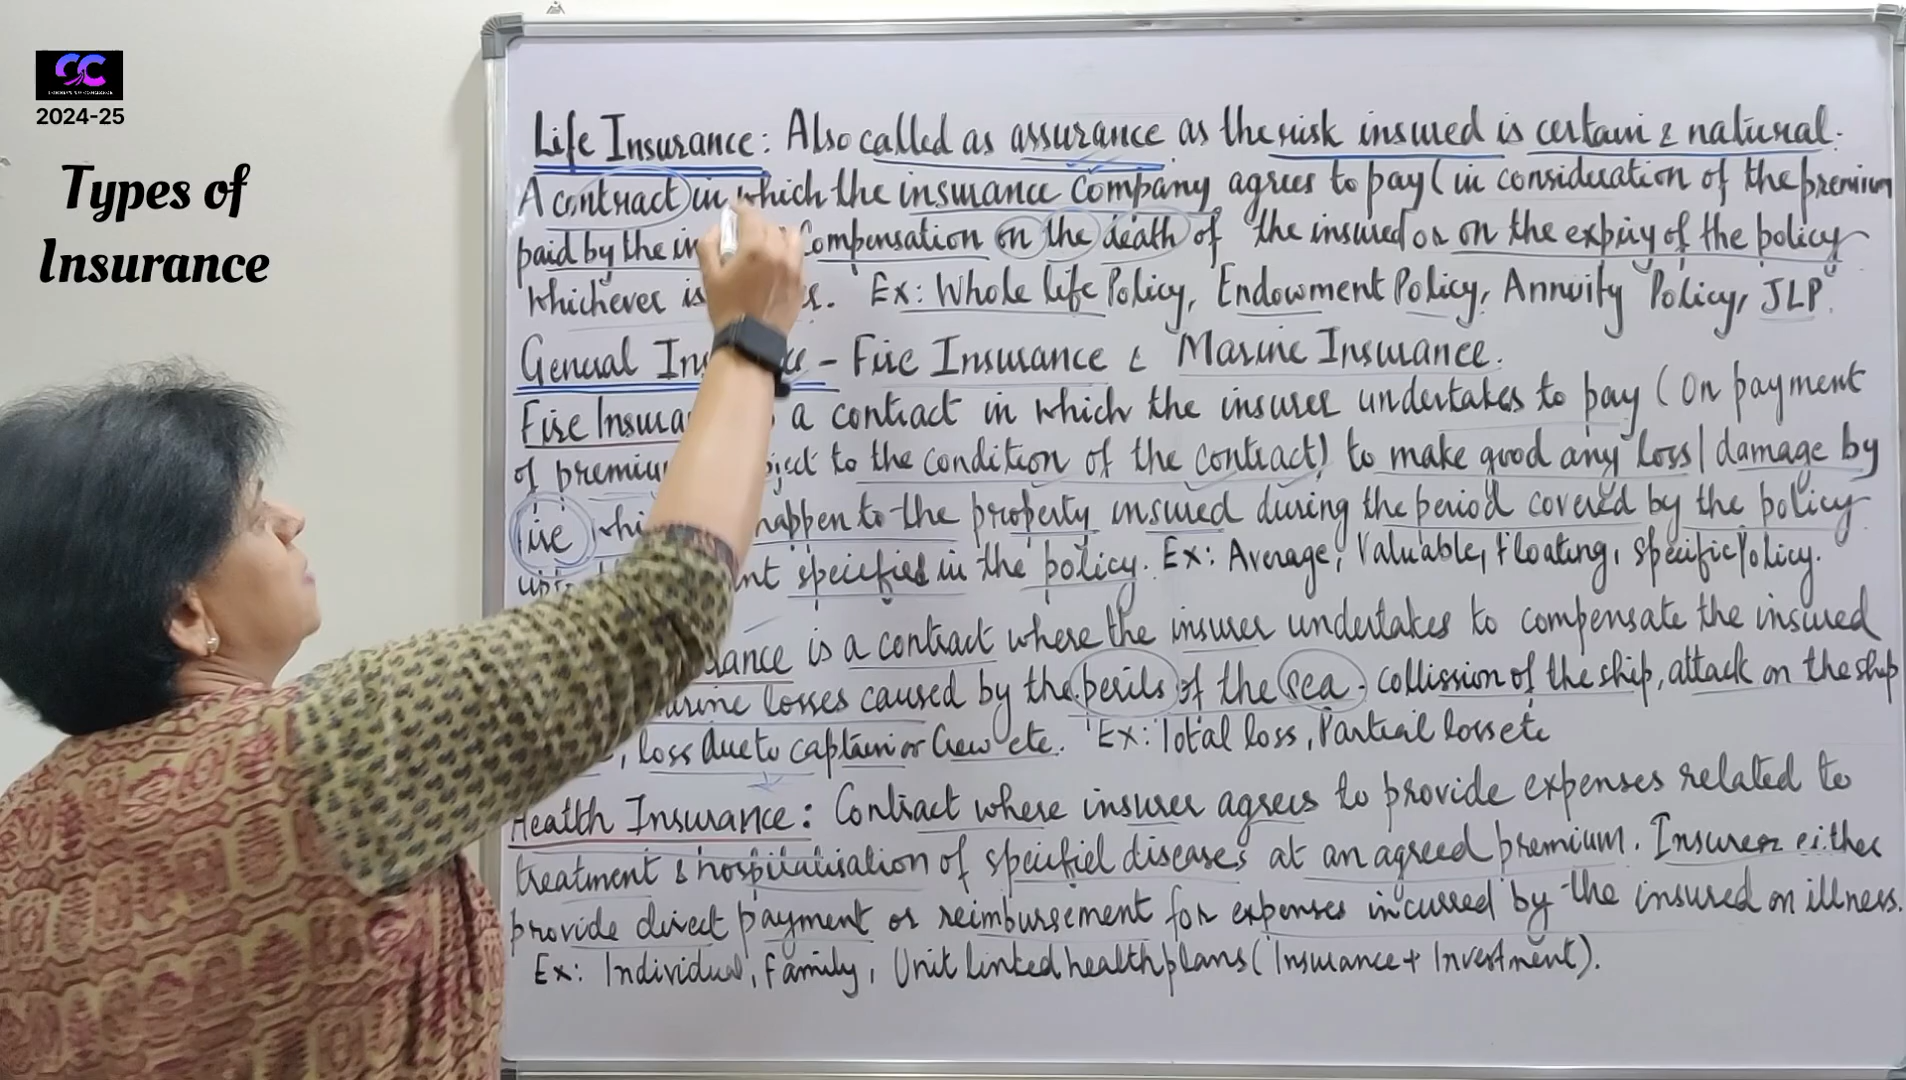 2024-25
Types of
Insurance
Life Insurance: Also called as assurance as the risk insured is certain & natural.
A contract in which the insurance company agrees to pay (in consideration of the premium
paid by the in compensation on the death of the insured or on the expiry of the policy
whichever is . Ex: Whole life Policy, Endowment Policy, Annuity Policy, JLP.
General In ce - Fire Insurance & Marine Insurance.
Fire Insura a contract in which the insurer undertakes to pay (On payment
of premium to the condition of the contract) to make good any loss/damage by
fire happen to the property insured during the period covered by the policy
specified in the policy. Ex: Average, Valuable, Floating, Specific Policy.
is a contract where the insurer undertakes to compensate the insured
losses caused by the perils of the sea - collission of the ship, attack on the ship
, loss due to captain or Crew etc. Ex: Total loss, Partial loss etc
Health Insurance: Contract where insurer agrees to provide expenses related to
treatment & hospitalisation of specified diseases at an agreed premium. Insurer either
provide direct payment or reimbursement for expenses incurred by the insured on illness.
Ex: Individual, Family, Unit linked health plans (Insurance + Investment).